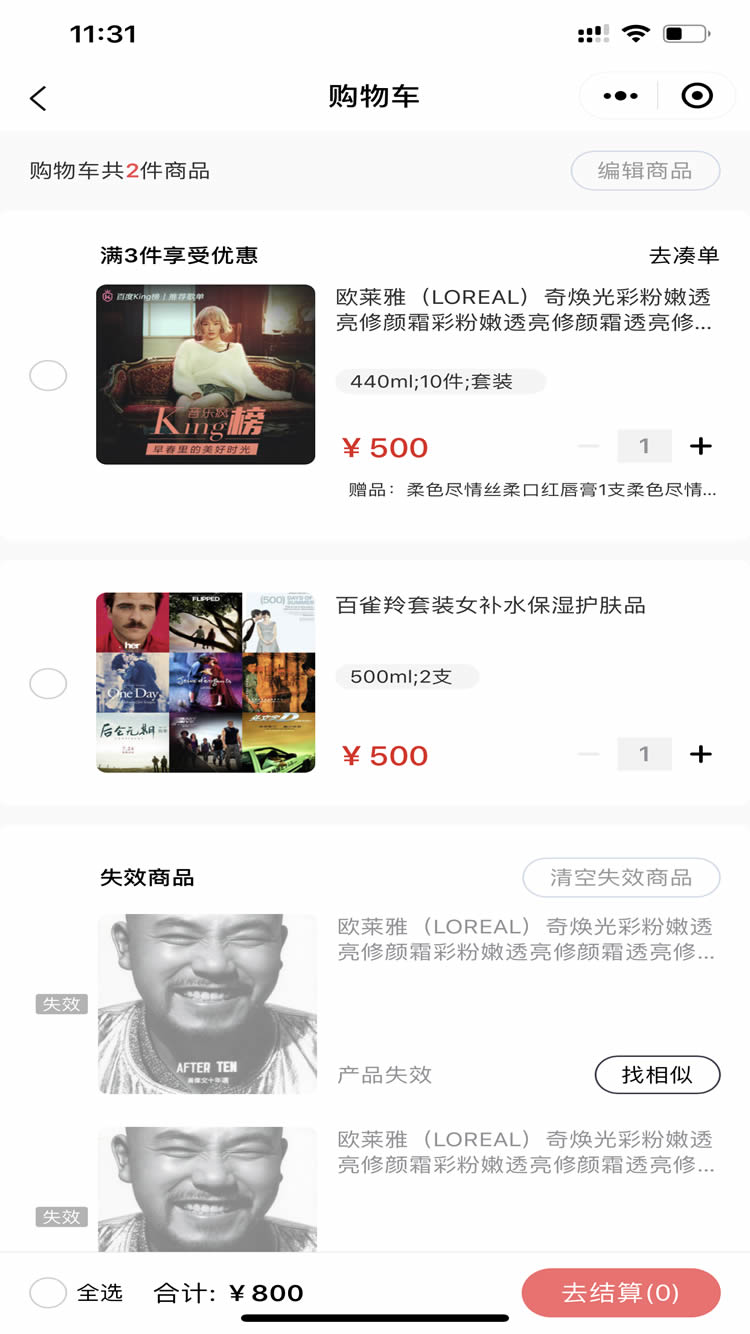 11:31
购物车
购物车共2件商品
编辑商品
满3件享受优惠
去凑单
百度King榜 | 推荐歌单
音乐疯
King榜
早春里的美好时光
欧莱雅（LOREAL）奇焕光彩粉嫩透
亮修颜霜彩粉嫩透亮修颜霜透亮修...
440ml;10件;套装
¥ 500
1
赠品：柔色尽情丝柔口红唇膏1支柔色尽情...
her
FLIPPED
(500) DAYS OF SUMMER
One Day
后会无期
7.24
头文字D
百雀羚套装女补水保湿护肤品
500ml;2支
¥ 500
1
失效商品
清空失效商品
失效
AFTER TEN
欧莱雅（LOREAL）奇焕光彩粉嫩透
亮修颜霜彩粉嫩透亮修颜霜透亮修...
产品失效
找相似
失效
欧莱雅（LOREAL）奇焕光彩粉嫩透
亮修颜霜彩粉嫩透亮修颜霜透亮修...
全选
合计: ¥ 800
去结算(0)